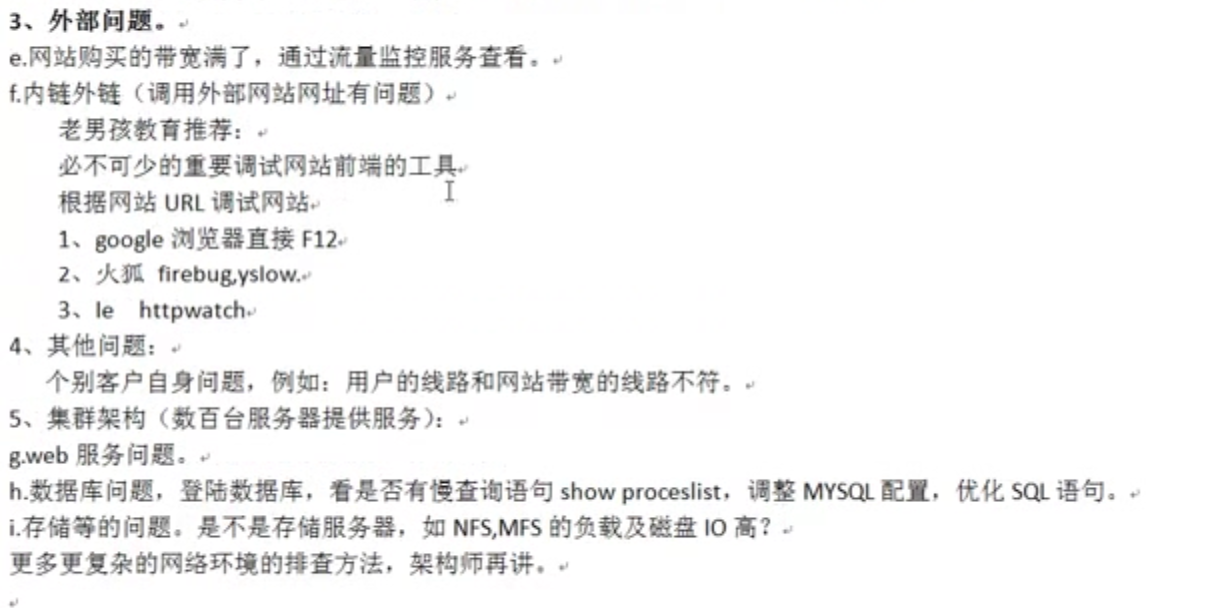 3、外部问题。
e.网站购买的带宽满了，通过流量监控服务查看。
f.内链外链（调用外部网站网址有问题）
老男孩教育推荐：
必不可少的重要调试网站前端的工具
根据网站 URL 调试网站
1、google 浏览器直接 F12
2、火狐 firebug,yslow.
3、le httpwatch
4、其他问题：
个别客户自身问题，例如：用户的线路和网站带宽的线路不符。
5、集群架构（数百台服务器提供服务）：
g.web 服务问题。
h.数据库问题，登陆数据库，看是否有慢查询语句 show proceslist，调整 MYSQL 配置，优化 SQL 语句。
i.存储等的问题。是不是存储服务器，如 NFS,MFS 的负载及磁盘 IO 高？
更多更复杂的网络环境的排查方法，架构师再讲。